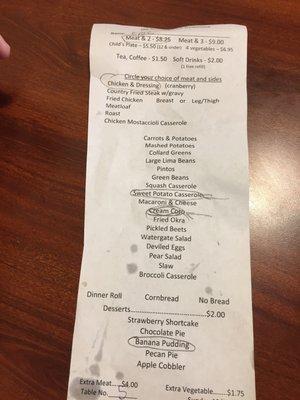 Meat & 2 - $8.25 Meat & 3 - $9.00
Child's Plate - $5.50 (12 & under) 4 vegetables - $6.95
Tea, Coffee - $1.50 Soft Drinks - $2.00
(1 free refill)
Circle your choice of meat and sides
Chicken & Dressing (cranberry)
Country Fried Steak w/gravy
Fried Chicken Breast or Leg/Thigh
Meatloaf
Roast
Chicken Mostaccioli Casserole
Carrots & Potatoes
Mashed Potatoes
Collard Greens
Large Lima Beans
Pintos
Green Beans
Squash Casserole
Sweet Potato Casserole
Macaroni & Cheese
Cream Corn
Fried Okra
Pickled Beets
Watergate Salad
Deviled Eggs
Pear Salad
Slaw
Broccoli Casserole
Dinner Roll Cornbread No Bread
Desserts..............................$2.00
Strawberry Shortcake
Chocolate Pie
Banana Pudding
Pecan Pie
Apple Cobbler
Extra Meat.....$4.00 Extra Vegetable.....$1.75
Table No. 5